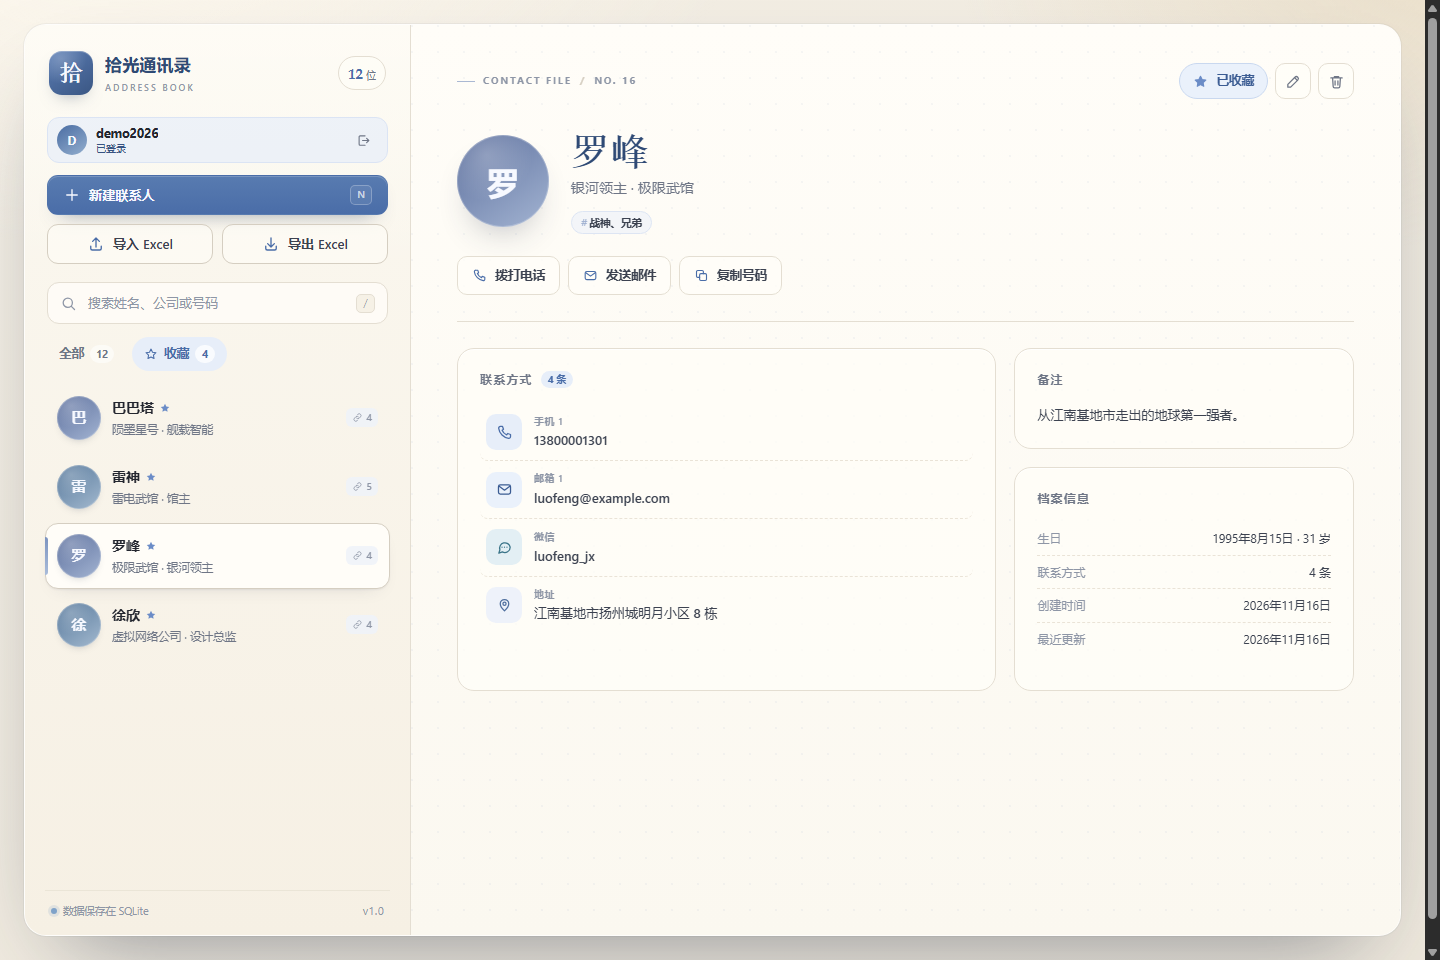 拾
拾光通讯录
ADDRESS BOOK
12 位
D
demo2026
已登录
新建联系人
N
导入 Excel
导出 Excel
搜索姓名、公司或号码
/
全部 12
收藏 4
巴
巴巴塔
陨墨星号 · 舰载智能
4
雷
雷神
雷电武馆 · 馆主
5
罗
罗峰
极限武馆 · 银河领主
4
徐
徐欣
虚拟网络公司 · 设计总监
4
数据保存在 SQLite
v1.0
CONTACT FILE / NO. 16
已收藏
罗
罗峰
银河领主 · 极限武馆
#战神、兄弟
拨打电话
发送邮件
复制号码
联系方式 4 条
手机 1
13800001301
邮箱 1
luofeng@example.com
微信
luofeng_jx
地址
江南基地市扬州域明月小区 8 栋
备注
从江南基地市走出的地球第一强者。
档案信息
生日 1995年8月15日 · 31 岁
联系方式 4 条
创建时间 2026年11月16日
最近更新 2026年11月16日